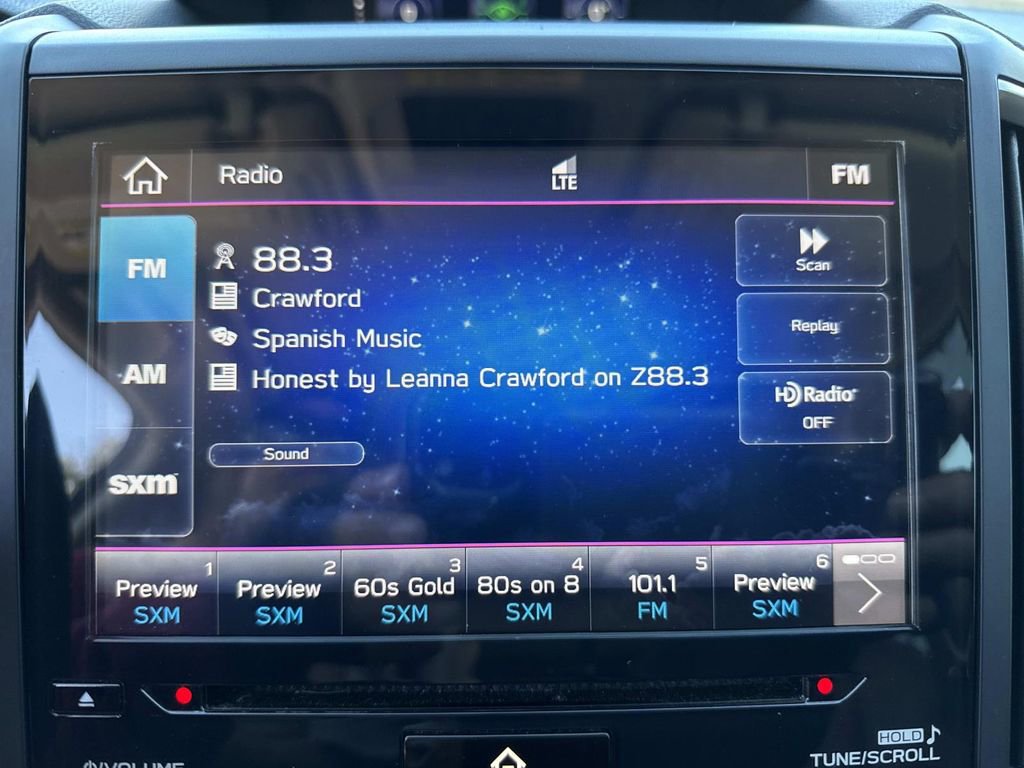 Radio
LTE
FM
FM
88.3
Crawford
Spanish Music
Honest by Leanna Crawford on Z88.3
Scan
Replay
HD Radio
OFF
AM
Sound
sxm
1
Preview
SXM
2
Preview
SXM
3
60s Gold
SXM
4
80s on 8
SXM
5
101.1
FM
6
Preview
SXM
VOLUME
HOLD
TUNE/SCROLL